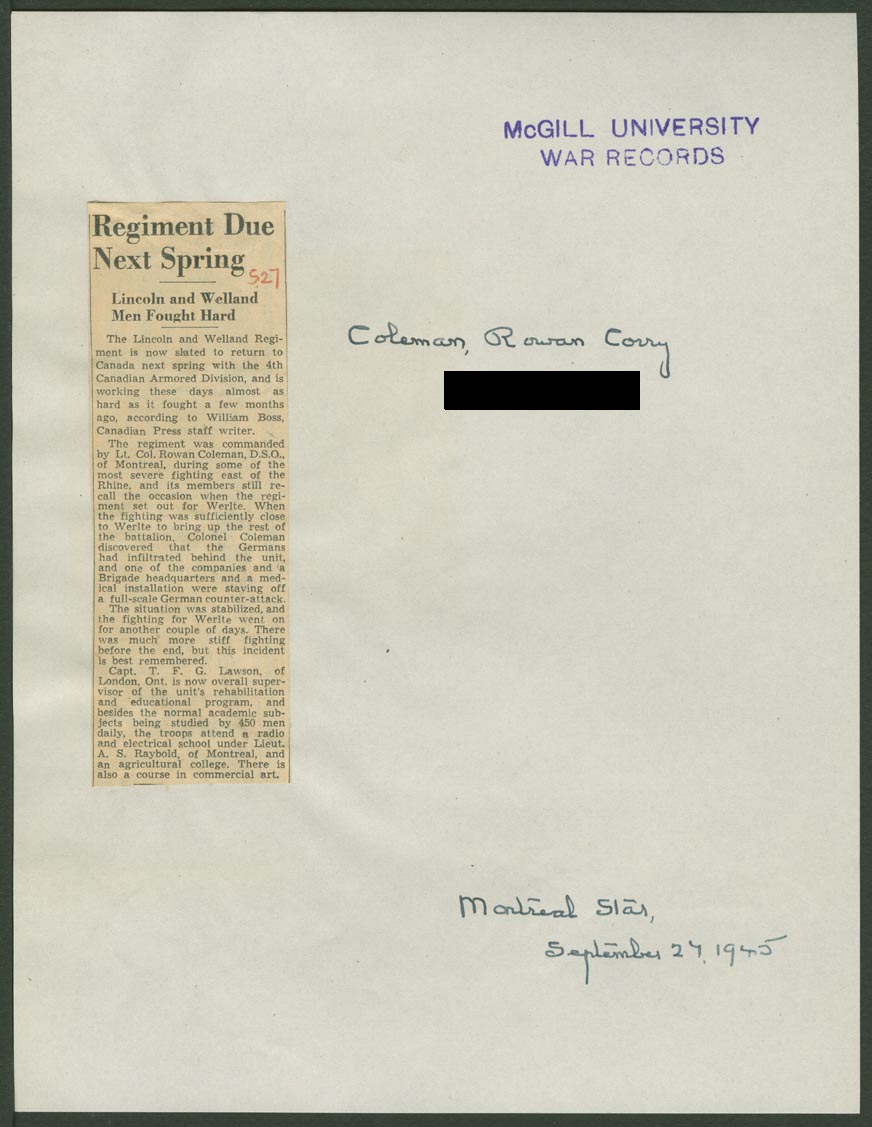 McGILL UNIVERSITY
WAR RECORDS
Regiment Due
Next Spring
S27
Lincoln and Welland
Men Fought Hard
The Lincoln and Welland Regi-
ment is now slated to return to
Canada next spring with the 4th
Canadian Armored Division, and is
working these days almost as
hard as it fought a few months
ago, according to William Boss,
Canadian Press staff writer.
The regiment was commanded
by Lt. Col. Rowan Coleman, D.S.O.,
of Montreal, during some of the
most severe fighting east of the
Rhine, and its members still re-
call the occasion when the regi-
ment set out for Werlte. When
the fighting was sufficiently close
to Werlte to bring up the rest of
the battalion, Colonel Coleman
discovered that the Germans
had infiltrated behind the unit,
and one of the companies and a
Brigade headquarters and a med-
ical installation were staving off
a full-scale German counter-attack.
The situation was stabilized, and
the fighting for Werlte went on
for another couple of days. There
was much more stiff fighting
before the end, but this incident
is best remembered.
Capt. T. F. G. Lawson, of
London, Ont. is now overall super-
visor of the unit's rehabilitation
and educational program, and
besides the normal academic sub-
jects being studied by 450 men
daily, the troops attend a radio
and electrical school under Lieut.
A. S. Raybold, of Montreal, and
an agricultural college. There is
also a course in commercial art.
Coleman, Rowan Corry
Montreal Star,
September 27, 1945